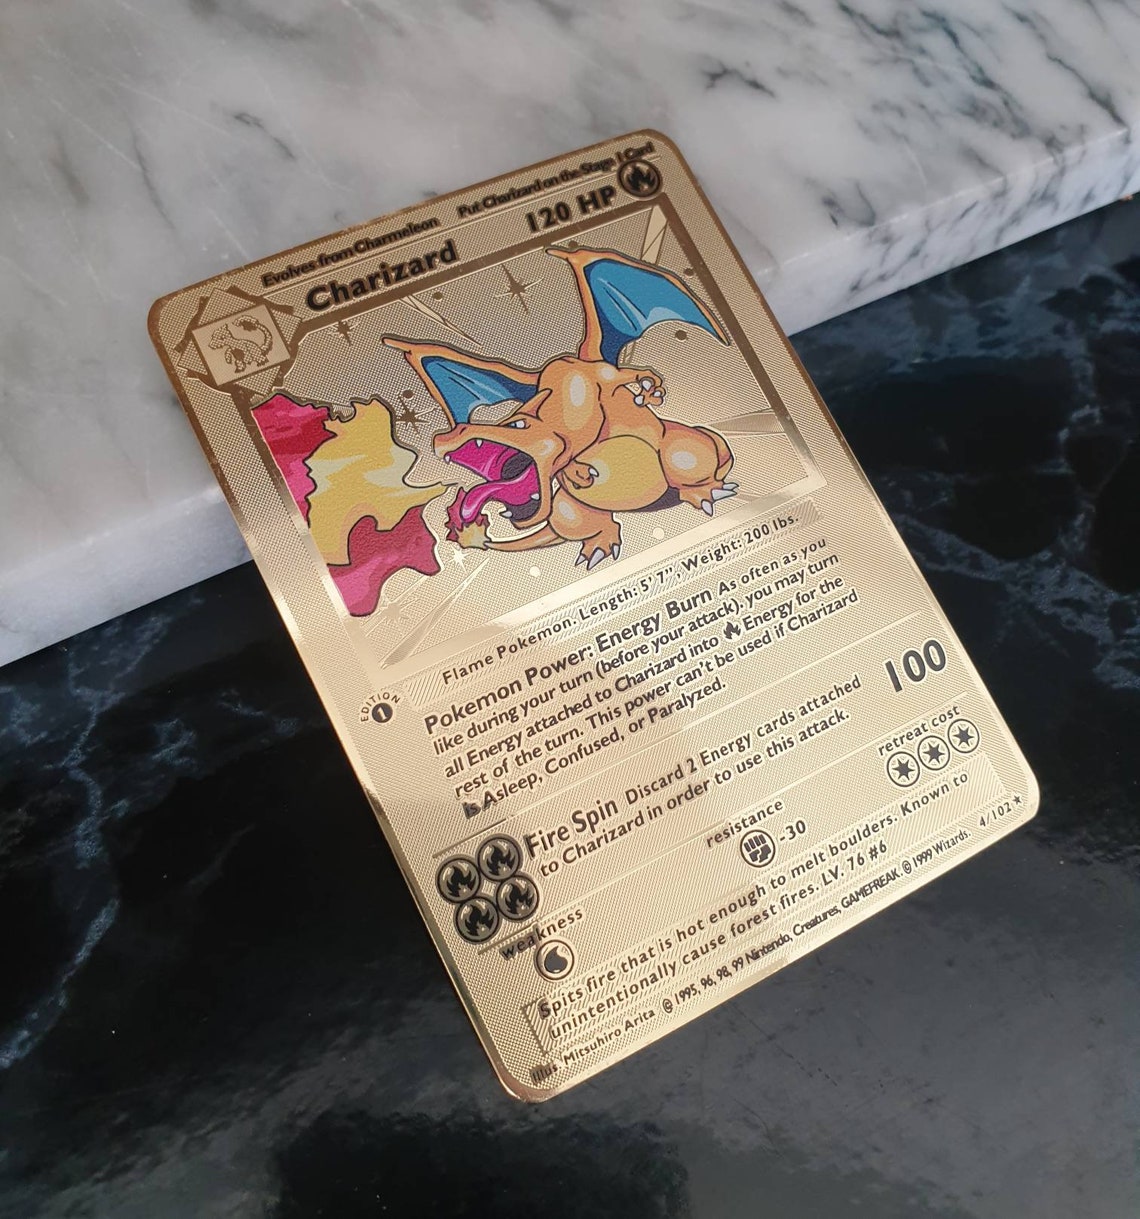 Evolves from Charmeleon Put Charizard on the Stage 1 Card
Charizard 120 HP
Flame Pokemon. Length: 5' 7", Weight: 200 lbs.
EDITION
1
Pokemon Power: Energy Burn As often as you
like during your turn (before your attack), you may turn
all Energy attached to Charizard into Energy for the
rest of the turn. This power can't be used if Charizard
is Asleep, Confused, or Paralyzed.
Fire Spin Discard 2 Energy cards attached
to Charizard in order to use this attack.
100
weakness
resistance
-30
retreat cost
Spits fire that is hot enough to melt boulders. Known to
unintentionally cause forest fires. LV. 76 #6
Illus. Mitsuhiro Arita © 1995, 96, 98, 99 Nintendo, Creatures, GAMEFREAK. © 1999 Wizards. 4/102 ★